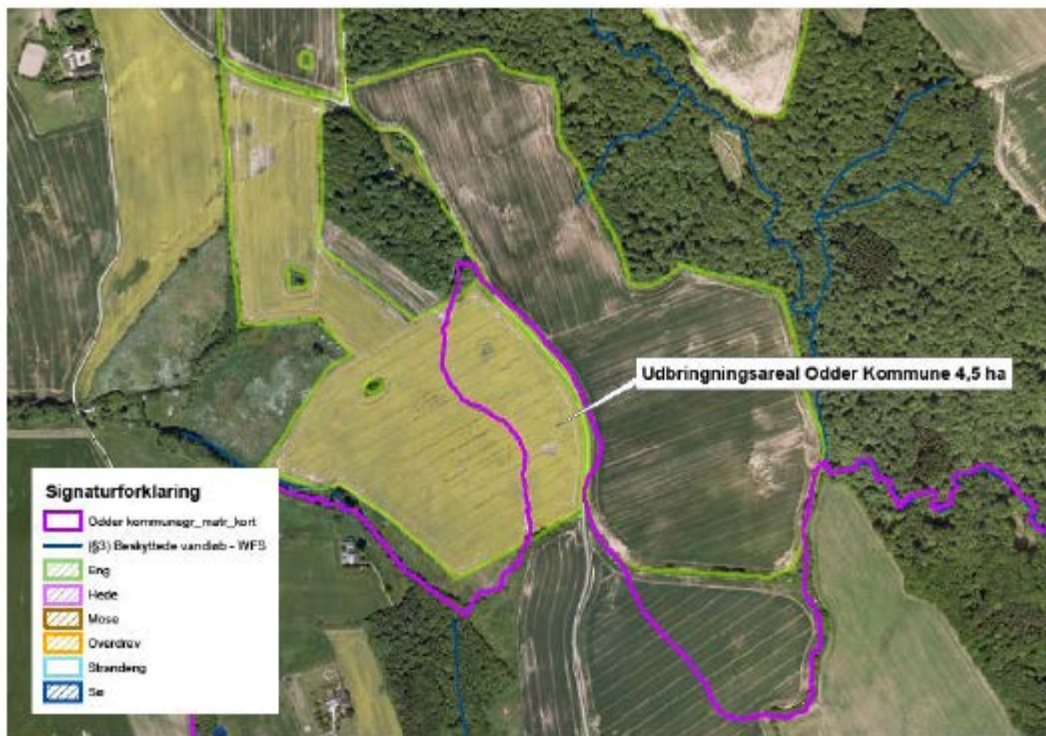 Udbringningsareal Odder Kommune 4,5 ha
Signaturforklaring
Odder kommunegr_matr_kort
(§3) Beskyttede vandløb - WFS
Eng
Hede
Mose
Overdrev
Strandeng
Sø